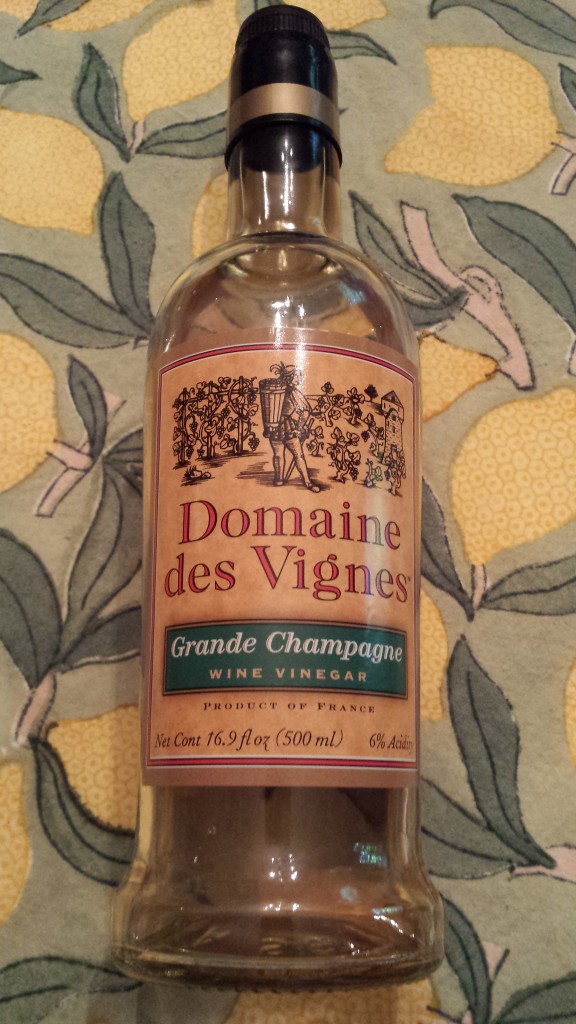 Domaine
des Vignes
Grande Champagne
WINE VINEGAR
PRODUCT OF FRANCE
Net Cont 16.9 fl oz (500 ml) 6%